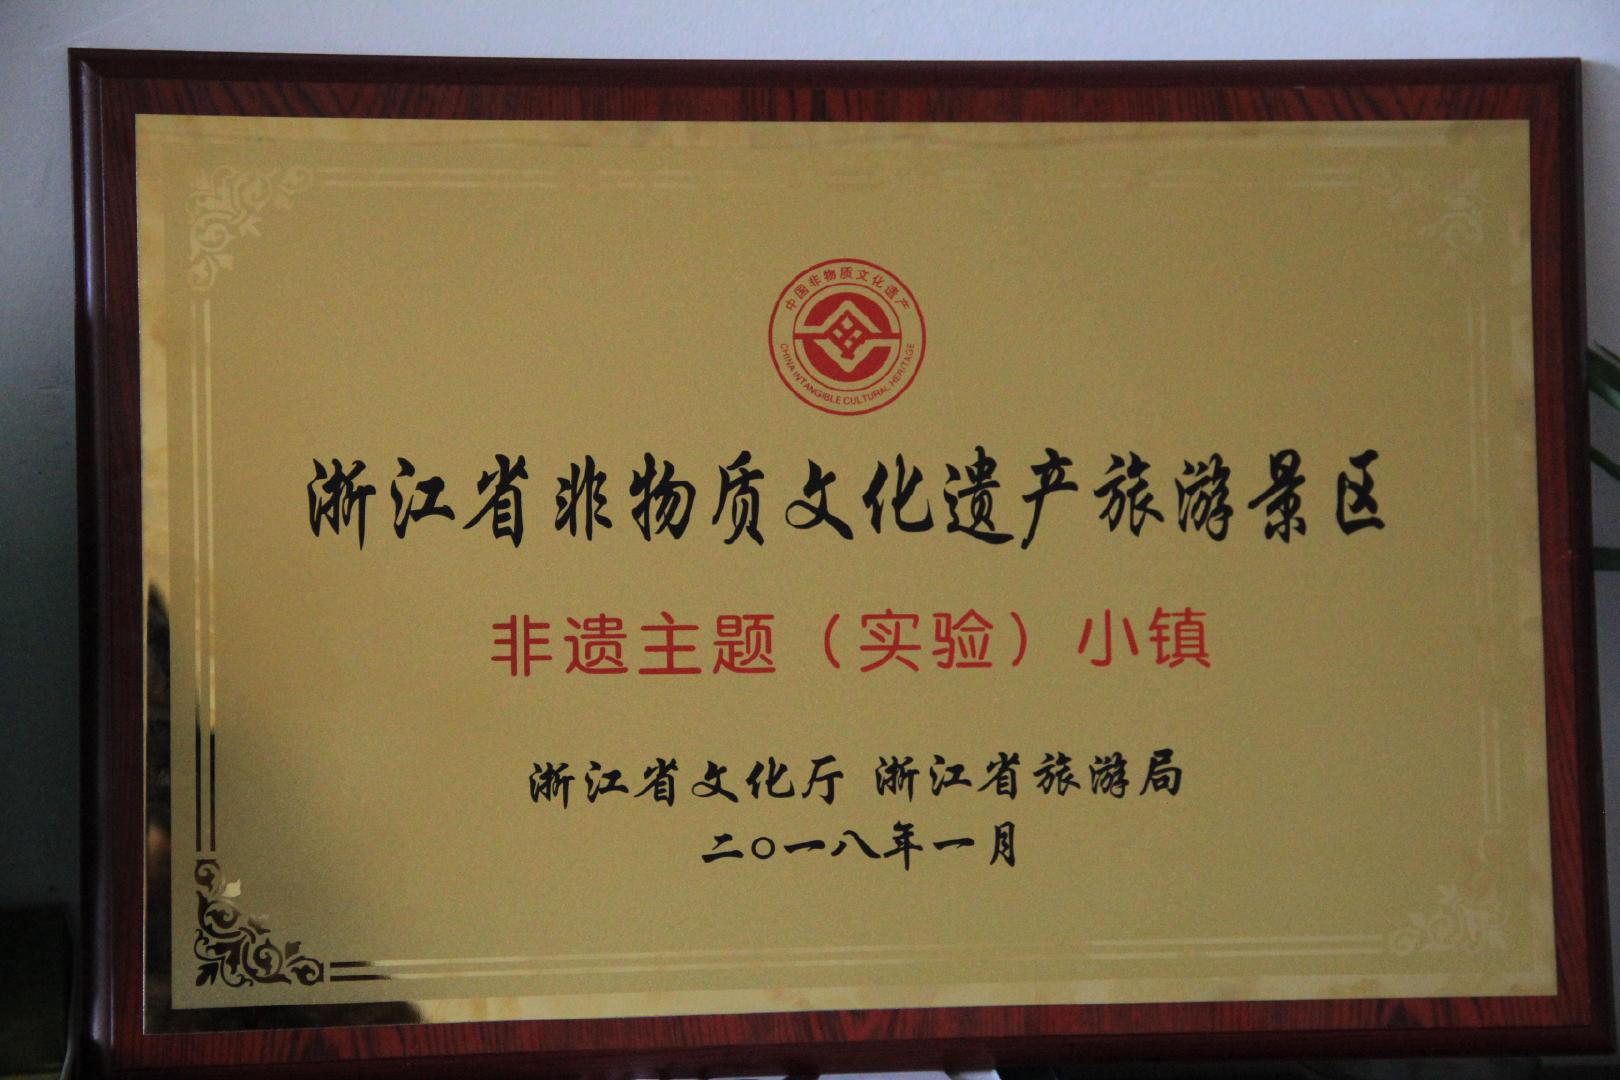 中国非物质文化遗产
CHINA INTANGIBLE CULTURAL HERITAGE
浙江省非物质文化遗产旅游景区
非遗主题（实验）小镇
浙江省文化厅 浙江省旅游局
二〇一八年一月